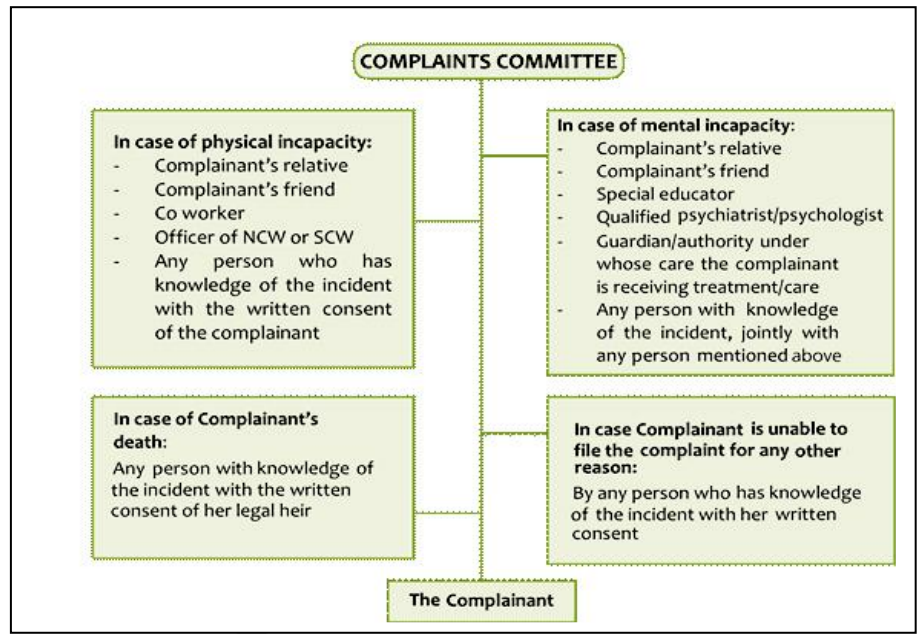 COMPLAINTS COMMITTEE
In case of physical incapacity:
- Complainant's relative
- Complainant's friend
- Co worker
- Officer of NCW or SCW
- Any person who has
knowledge of the incident
with the written consent
of the complainant
In case of mental incapacity:
- Complainant's relative
- Complainant's friend
- Special educator
- Qualified psychiatrist/psychologist
- Guardian/authority under
whose care the complainant
is receiving treatment/care
- Any person with knowledge
of the incident, jointly with
any person mentioned above
In case of Complainant's
death:
Any person with knowledge of
the incident with the written
consent of her legal heir
In case Complainant is unable to
file the complaint for any other
reason:
By any person who has knowledge
of the incident with her written
consent
The Complainant